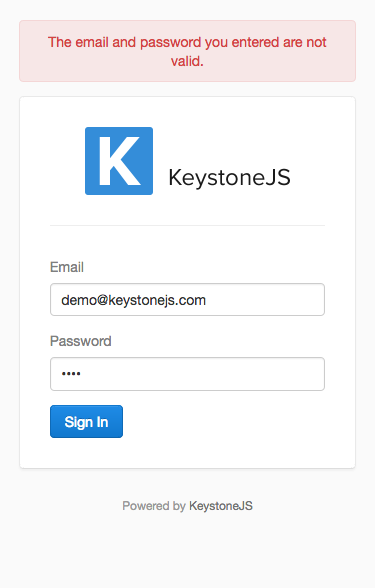 The email and password you entered are not
valid.
K KeystoneJS
Email
demo@keystonejs.com
Password
••••
Sign In
Powered by KeystoneJS